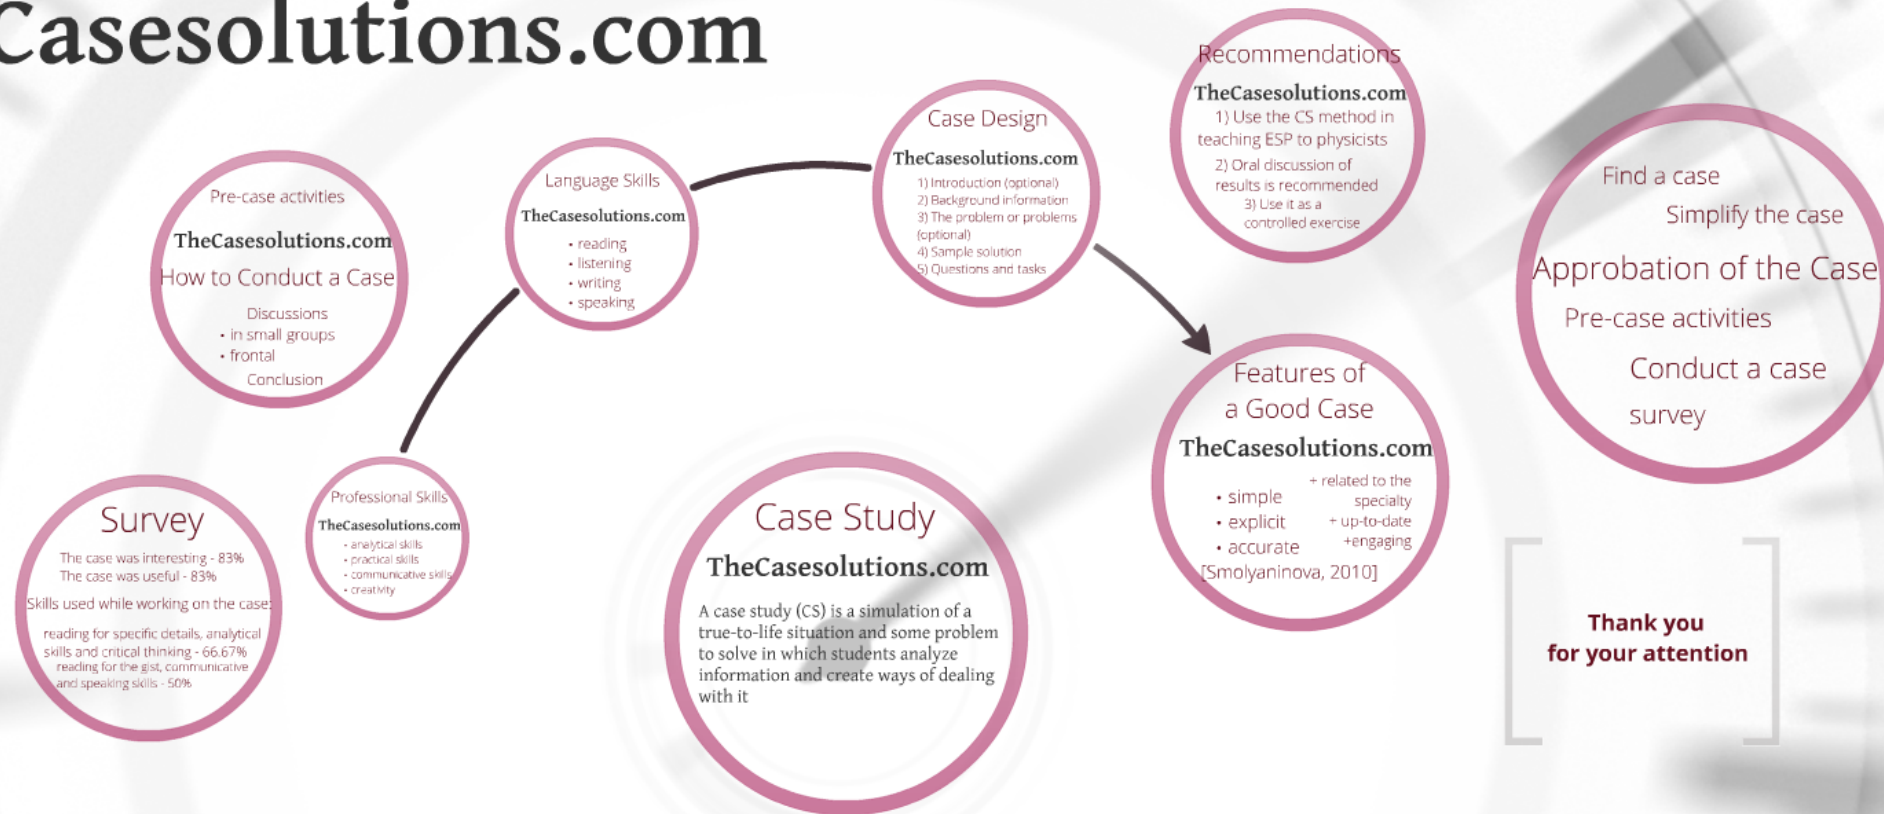 Casesolutions.com
Pre-case activities
TheCasesolutions.com
How to Conduct a Case
Discussions
• in small groups
• frontal
Conclusion
Survey
The case was interesting - 83%
The case was useful - 83%
Skills used while working on the case:
reading for specific details, analytical
skills and critical thinking - 66.67%
reading for the gist, communicative
and speaking skills - 50%
Professional Skills
TheCasesolutions.com
• analytical skills
• practical skills
• communicative skills
• creativity
Language Skills
TheCasesolutions.com
• reading
• listening
• writing
• speaking
Case Design
TheCasesolutions.com
1) Introduction (optional)
2) Background information
3) The problem or problems
(optional)
4) Sample solution
5) Questions and tasks
Case Study
TheCasesolutions.com
A case study (CS) is a simulation of a
true-to-life situation and some problem
to solve in which students analyze
information and create ways of dealing
with it
Recommendations
TheCasesolutions.com
1) Use the CS method in
teaching ESP to physicists
2) Oral discussion of
results is recommended
3) Use it as a
controlled exercise
Features of
a Good Case
TheCasesolutions.com
• simple
• explicit
• accurate
+ related to the
specialty
+ up-to-date
+engaging
[Smolyaninova, 2010]
Find a case
Simplify the case
Approbation of the Case
Pre-case activities
Conduct a case
survey
Thank you
for your attention